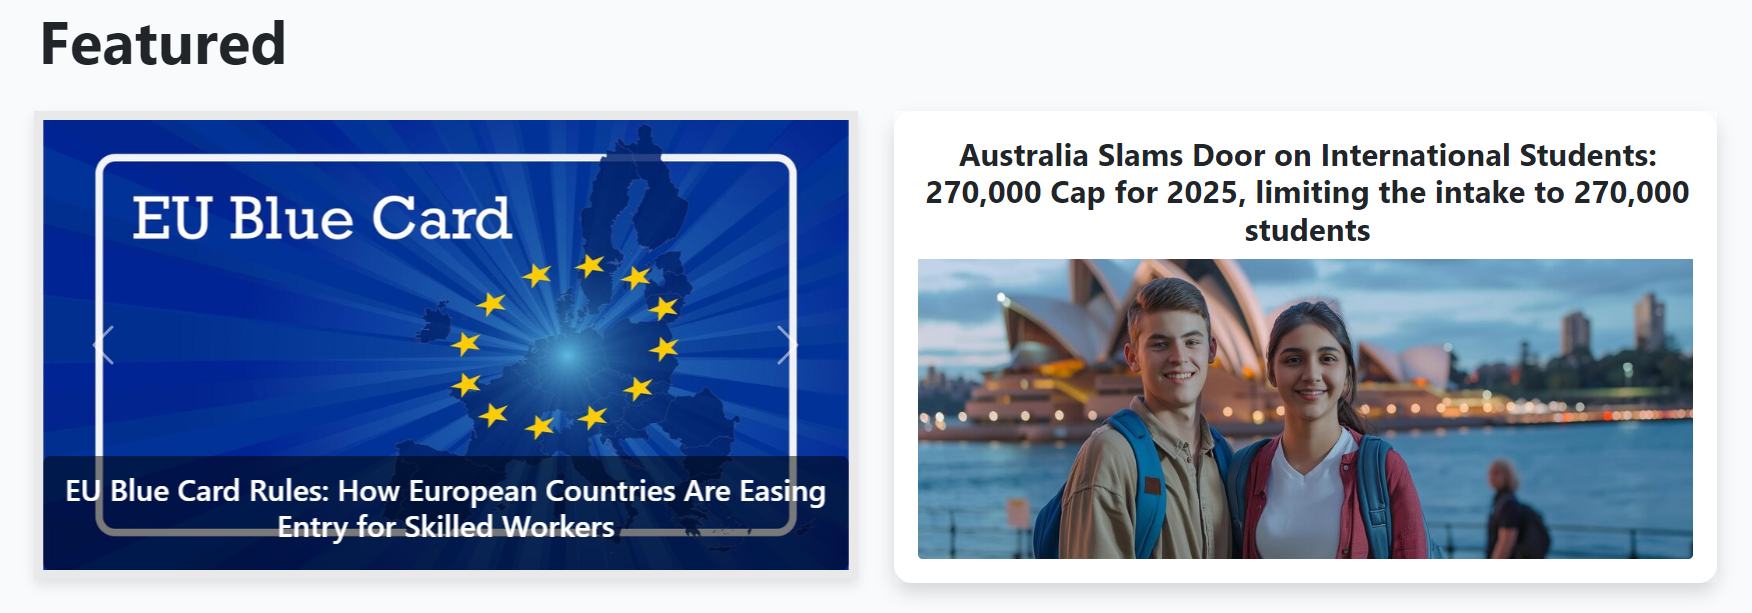 Featured
EU Blue Card
EU Blue Card Rules: How European Countries Are Easing
Entry for Skilled Workers
Australia Slams Door on International Students:
270,000 Cap for 2025, limiting the intake to 270,000
students